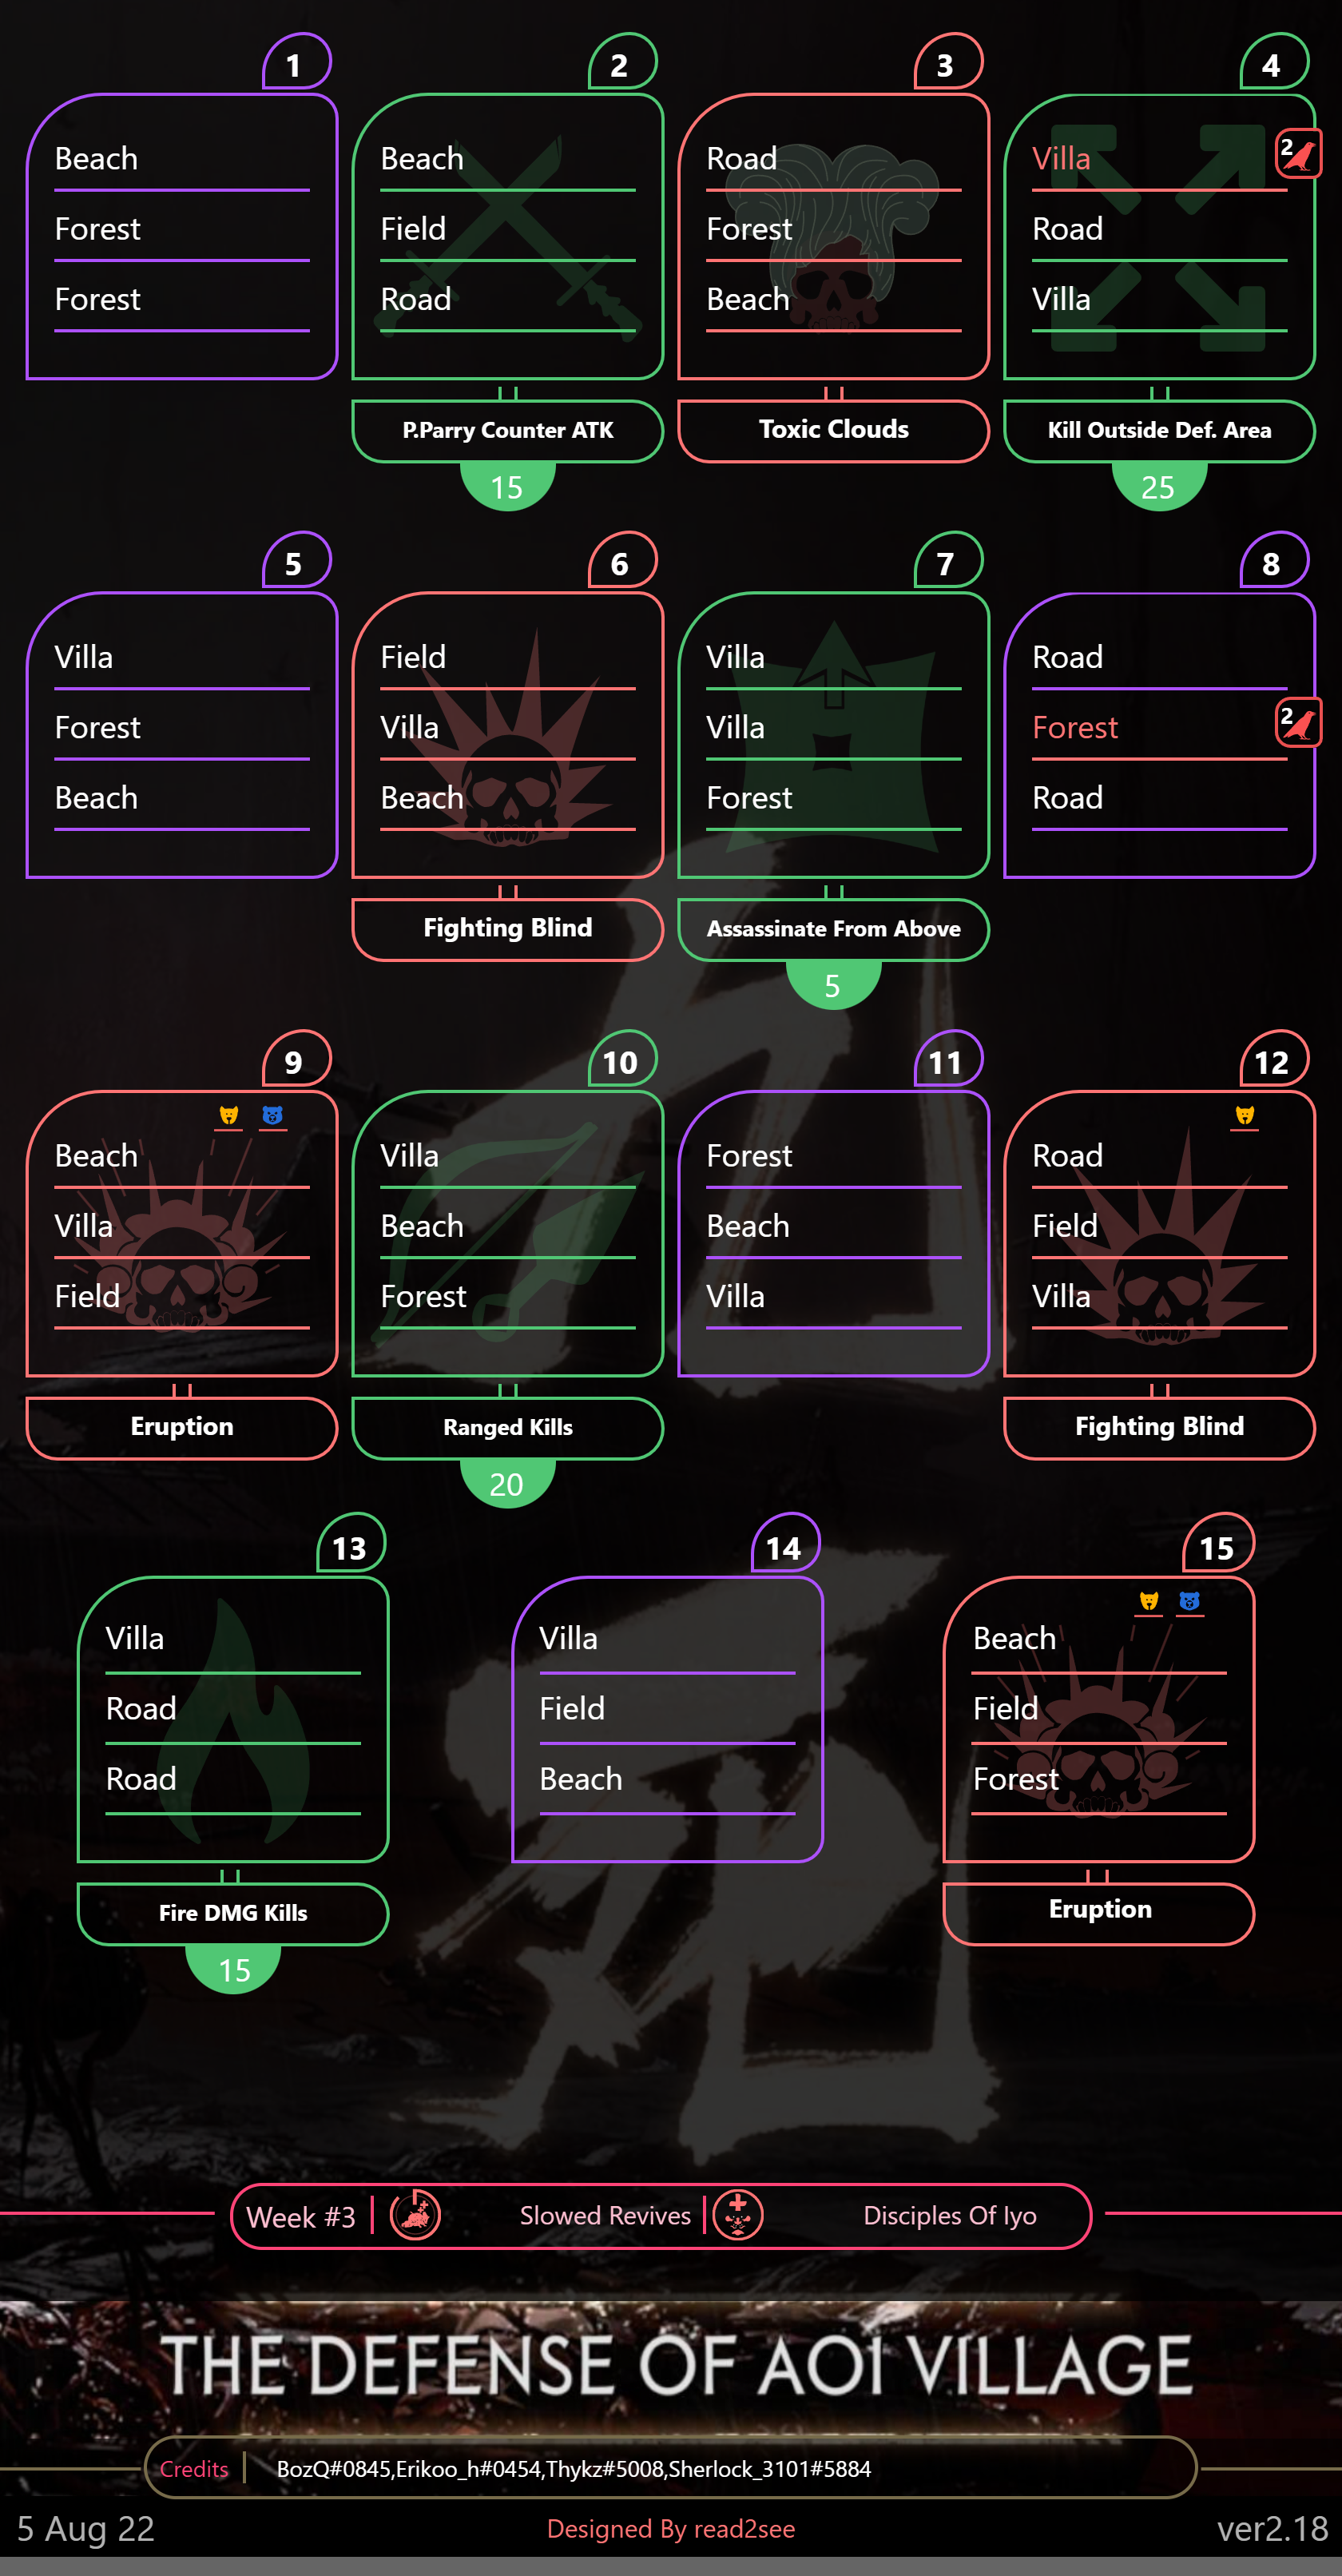 1
Beach
Forest
Forest
2
Beach
Field
Road
P.Parry Counter ATK
15
3
Road
Forest
Beach
Toxic Clouds
4
Villa
2
Road
Villa
Kill Outside Def. Area
25
5
Villa
Forest
Beach
6
Field
Villa
Beach
Fighting Blind
7
Villa
Villa
Forest
Assassinate From Above
5
8
Road
Forest
2
Road
9
Beach
Villa
Field
Eruption
10
Villa
Beach
Forest
Ranged Kills
20
11
Forest
Beach
Villa
12
Road
Field
Villa
Fighting Blind
13
Villa
Road
Road
Fire DMG Kills
15
14
Villa
Field
Beach
15
Beach
Field
Forest
Eruption
Week #3 Slowed Revives Disciples Of Iyo
THE DEFENSE OF AOI VILLAGE
Credits BozQ#0845,Erikoo_h#0454,Thykz#5008,Sherlock_3101#5884
5 Aug 22 Designed By read2see ver2.18